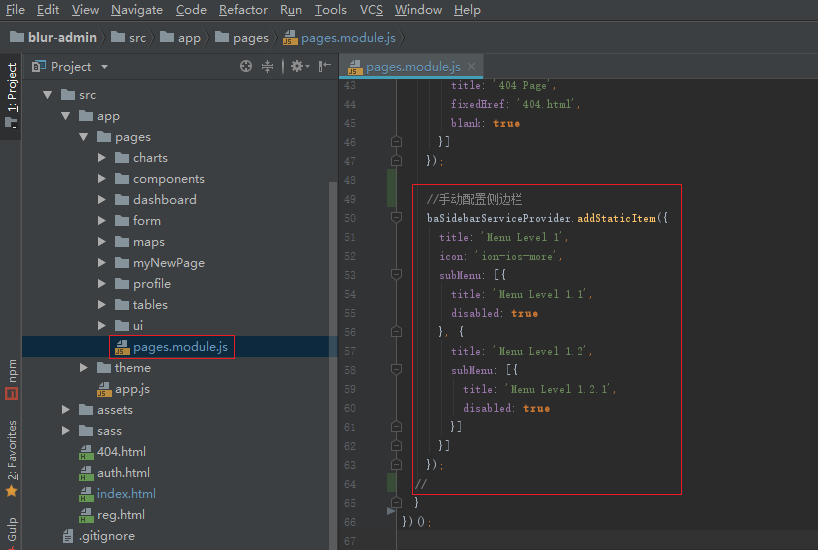 File Edit View Navigate Code Refactor Run Tools VCS Window Help
blur-admin src app pages pages.module.js
1: Project
Project
pages.module.js
src
app
pages
charts
components
dashboard
form
maps
myNewPage
profile
tables
ui
pages.module.js
theme
app.js
assets
sass
404.html
auth.html
index.html
reg.html
.gitignore
npm
2: Favorites
Gulp
43 title: '404 Page',
44 fixedHref: '404.html',
45 blank: true
46 }]
47 });
48
49 //手动配置侧边栏
50 baSidebarServiceProvider.addStaticItem({
51 title: 'Menu Level 1',
52 icon: 'ion-ios-more',
53 subMenu: [{
54 title: 'Menu Level 1.1',
55 disabled: true
56 }, {
57 title: 'Menu Level 1.2',
58 subMenu: [{
59 title: 'Menu Level 1.2.1',
60 disabled: true
61 }]
62 }]
63 });
64 //
65 }
66 })();
67